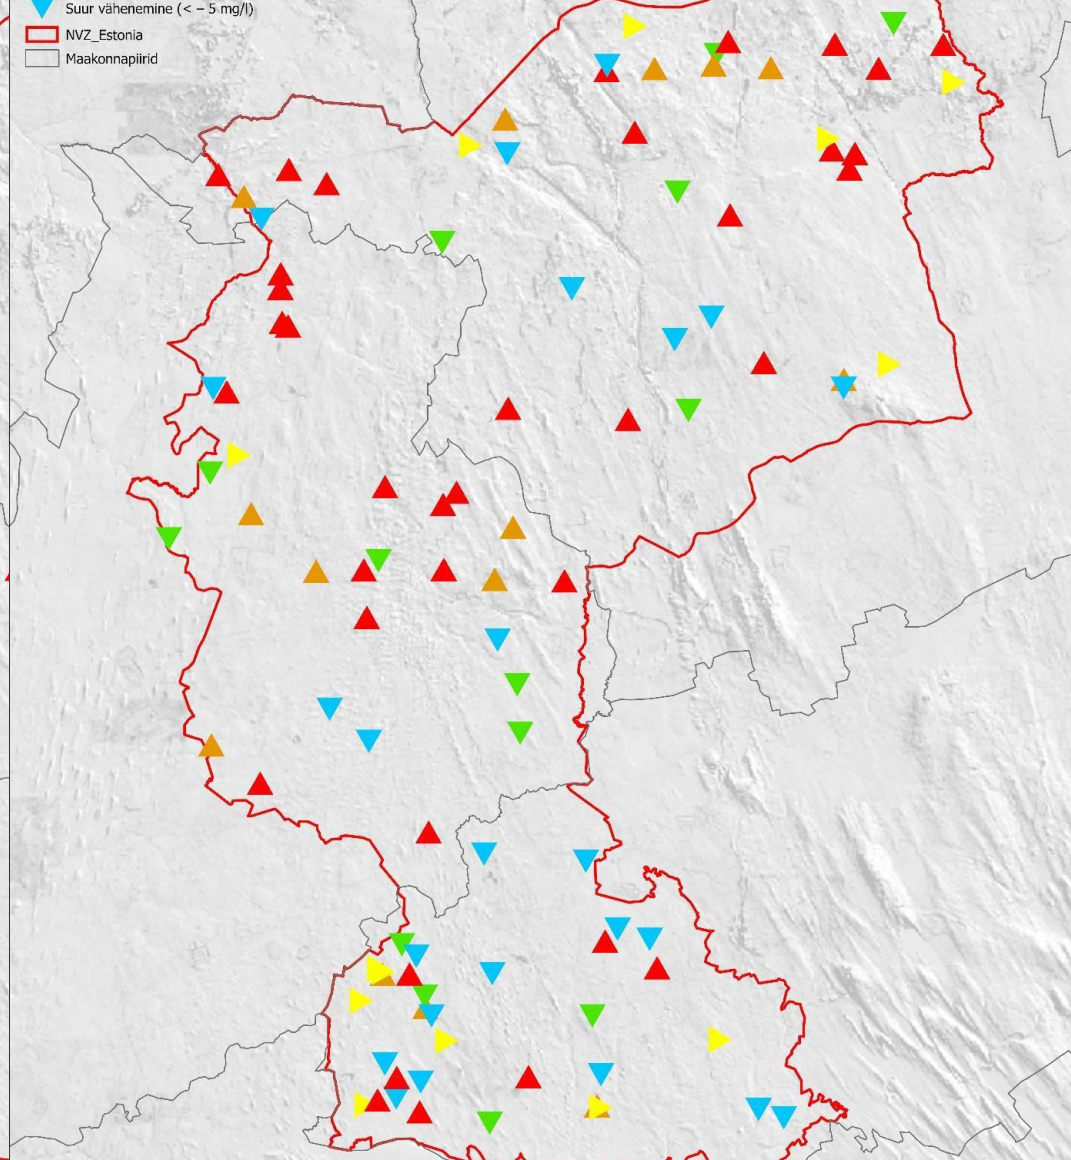 Suur vähenemine (< – 5 mg/l)
NVZ_Estonia
Maakonnapiirid